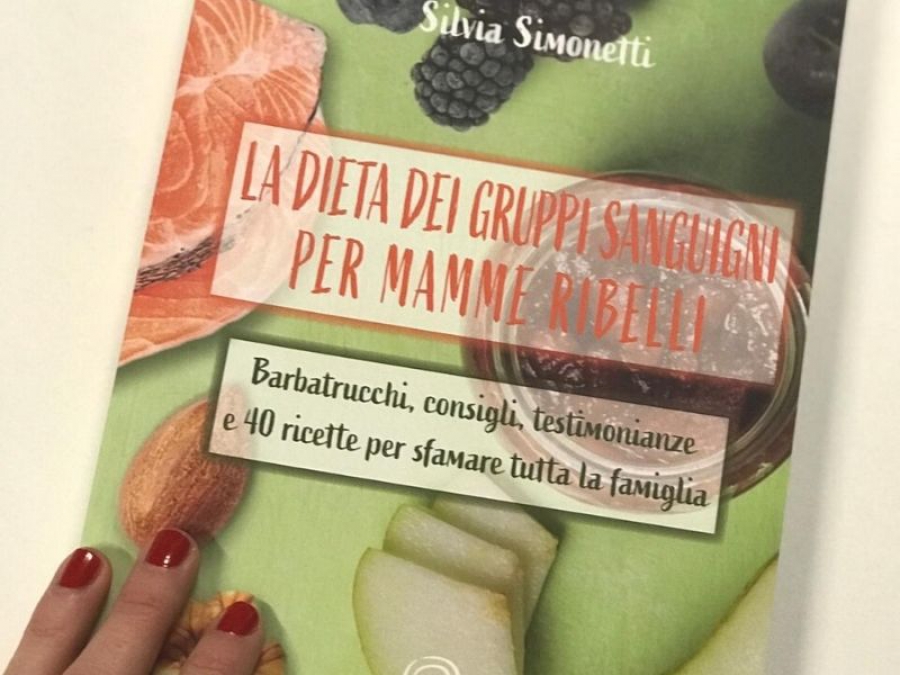 Silvia Simonetti
LA DIETA DEI GRUPPI SANGUIGNI
PER MAMME RIBELLI
Barbatrucchi, consigli, testimonianze
e 40 ricette per sfamare tutta la famiglia